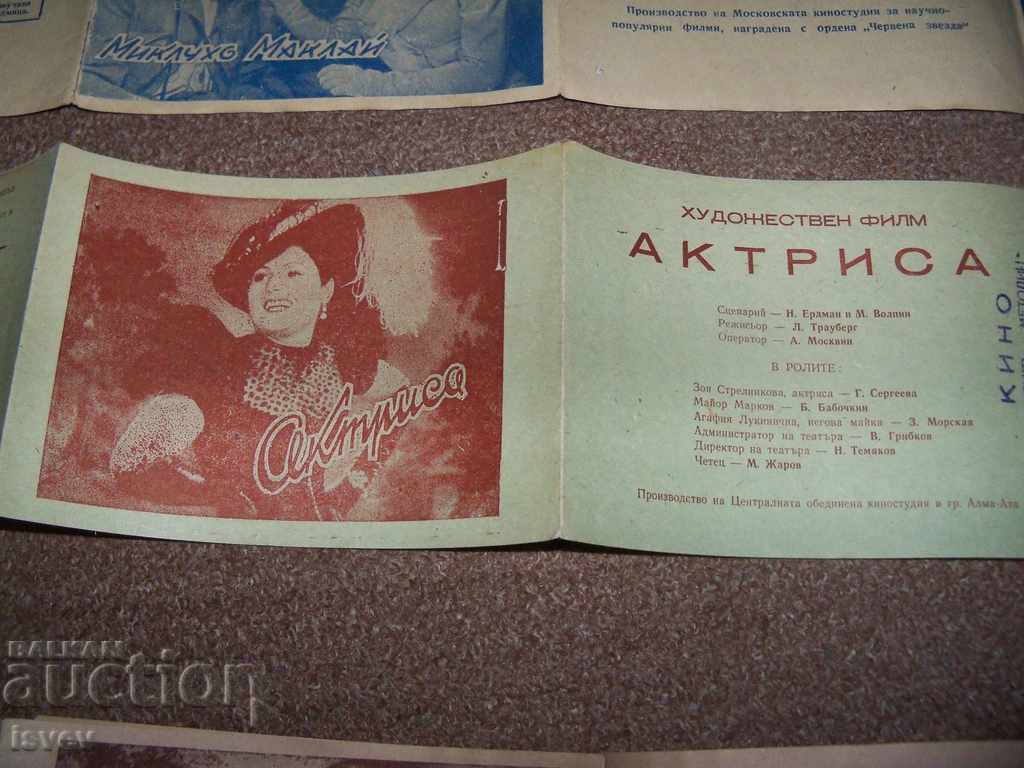 Миклухо Маклай
Производство на Московската киностудия за научно-
популярни филми, наградена с ордена „Червена звезда“
Актриса
ХУДОЖЕСТВЕН ФИЛМ
АКТРИСА
Сценарий — Н. Ердман и М. Волпин
Режисьор — Л. Трауберг
Оператор — А. Москвин
В РОЛИТЕ:
Зоя Стрелникова, актриса — Г. Сергеева
Майор Марков — Б. Бабочкин
Агафия Лукинична, негова майка — З. Морская
Администратор на театъра — В. Грибков
Директор на театъра — Н. Темяков
Четец — М. Жаров
Производство на Централната обединена киностудия в гр. Алма-Ата
КИНО
BALKAN
auction
isvev